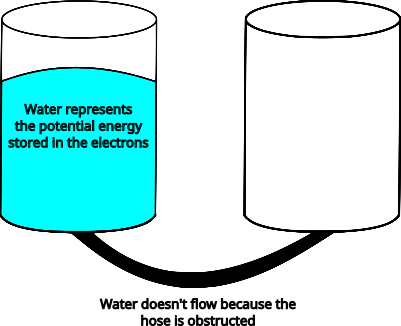 Water represents
the potential energy
stored in the electrons
Water doesn't flow because the
hose is obstructed